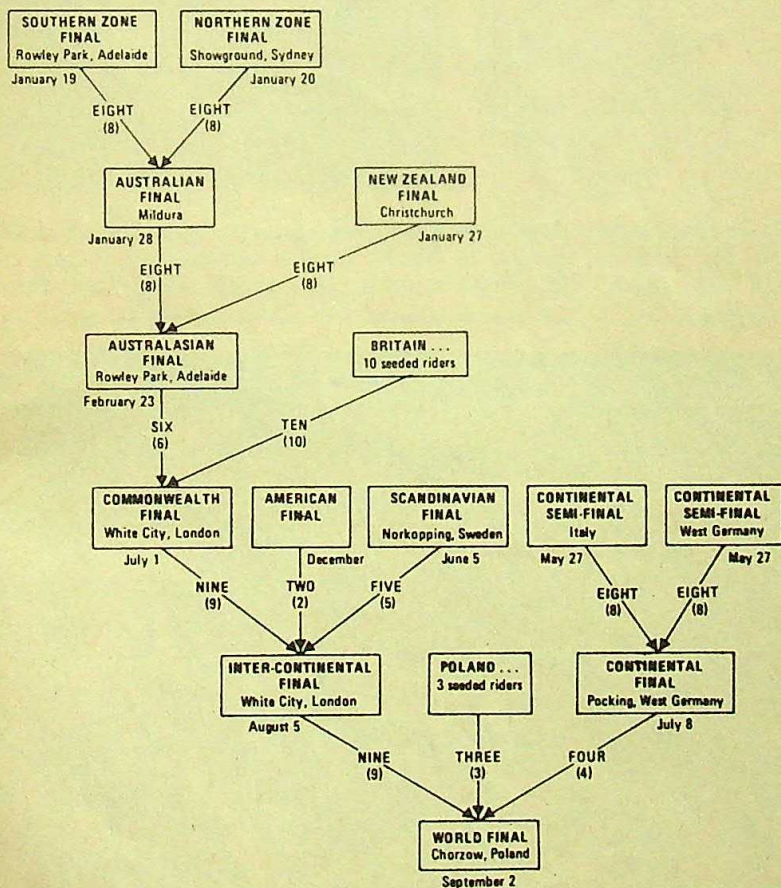 SOUTHERN ZONE
FINAL
Rowley Park, Adelaide
January 19
NORTHERN ZONE
FINAL
Showground, Sydney
January 20
EIGHT
(8)
EIGHT
(8)
AUSTRALIAN
FINAL
Mildura
January 28
NEW ZEALAND
FINAL
Christchurch
January 27
EIGHT
(8)
EIGHT
(8)
AUSTRALASIAN
FINAL
Rowley Park, Adelaide
February 23
BRITAIN ...
10 seeded riders
SIX
(6)
TEN
(10)
COMMONWEALTH
FINAL
White City, London
July 1
AMERICAN
FINAL
December
SCANDINAVIAN
FINAL
Norkopping, Sweden
June 5
CONTINENTAL
SEMI-FINAL
Italy
May 27
CONTINENTAL
SEMI-FINAL
West Germany
May 27
NINE
(9)
TWO
(2)
FIVE
(5)
EIGHT
(8)
EIGHT
(8)
INTER-CONTINENTAL
FINAL
White City, London
August 5
POLAND ...
3 seeded riders
CONTINENTAL
FINAL
Pocking, West Germany
July 8
NINE
(9)
THREE
(3)
FOUR
(4)
WORLD FINAL
Chorzow, Poland
September 2